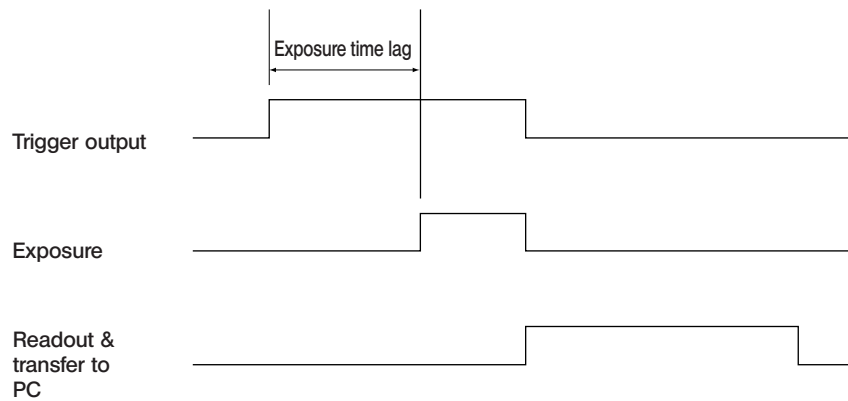 Exposure time lag
Trigger output
Exposure
Readout &
transfer to
PC